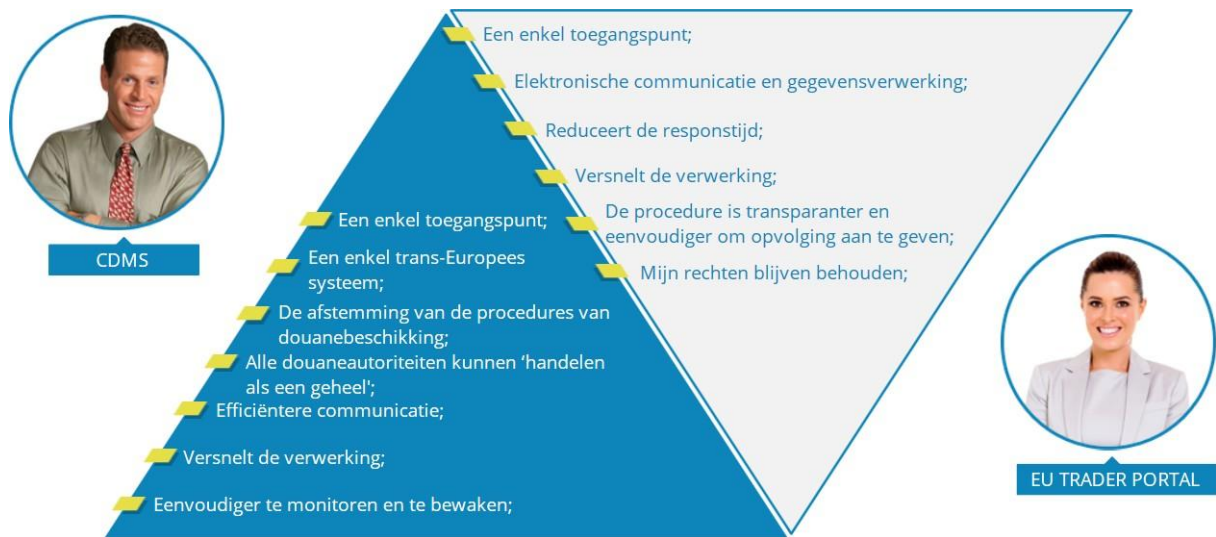 Een enkel toegangspunt;
Elektronische communicatie en gegevensverwerking;
Reduceert de responstijd;
Versnelt de verwerking;
De procedure is transparanter en
eenvoudiger om opvolging aan te geven;
Mijn rechten blijven behouden;
CDMS
Een enkel toegangspunt;
Een enkel trans-Europees
systeem;
De afstemming van de procedures van
douanebeschikking;
Alle douaneautoriteiten kunnen ‘handelen
als een geheel';
Efficiëntere communicatie;
Versnelt de verwerking;
Eenvoudiger te monitoren en te bewaken;
EU TRADER PORTAL